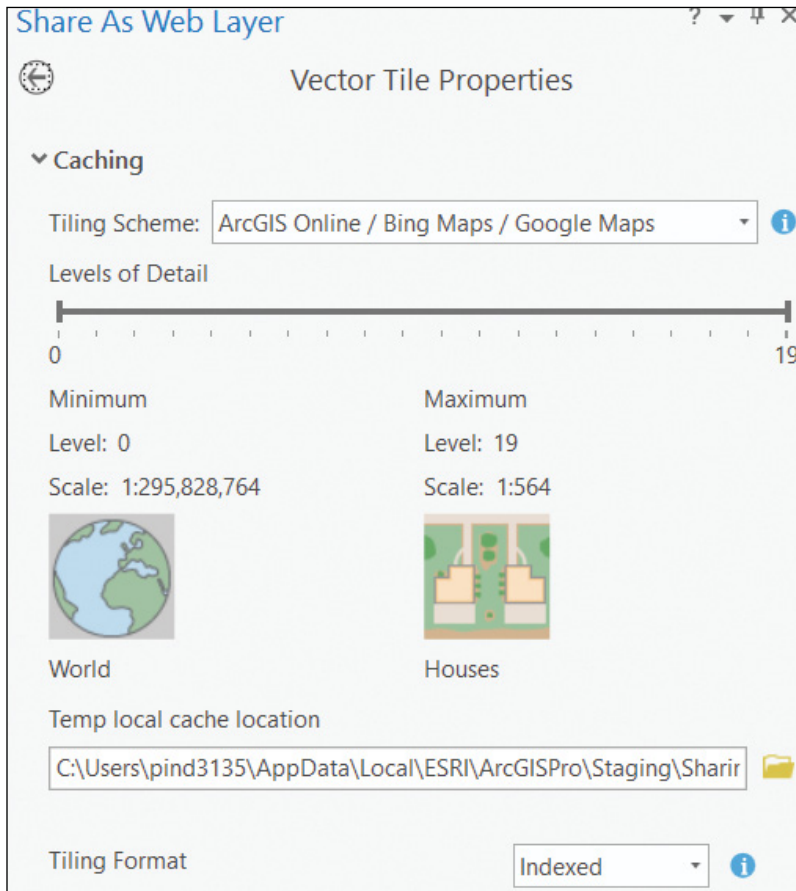 Share As Web Layer
?
Vector Tile Properties
Caching
Tiling Scheme: ArcGIS Online / Bing Maps / Google Maps
Levels of Detail
0 19
Minimum Maximum
Level: 0 Level: 19
Scale: 1:295,828,764 Scale: 1:564
World Houses
Temp local cache location
C:\Users\pind3135\AppData\Local\ESRI\ArcGISPro\Staging\Sharin
Tiling Format Indexed